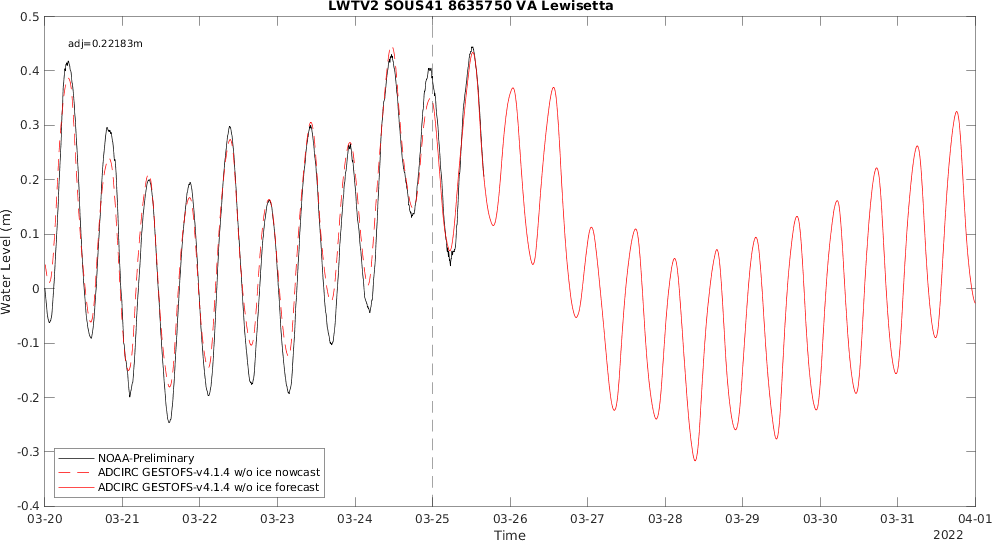 LWTV2 SOUS41 8635750 VA Lewisetta
adj=0.22183m
0.5
0.4
0.3
0.2
0.1
0
-0.1
-0.2
-0.3
-0.4
Water Level (m)
NOAA-Preliminary
ADCIRC GESTOFS-v4.1.4 w/o ice nowcast
ADCIRC GESTOFS-v4.1.4 w/o ice forecast
03-20 03-21 03-22 03-23 03-24 03-25 03-26 03-27 03-28 03-29 03-30 03-31 04-01
Time
2022